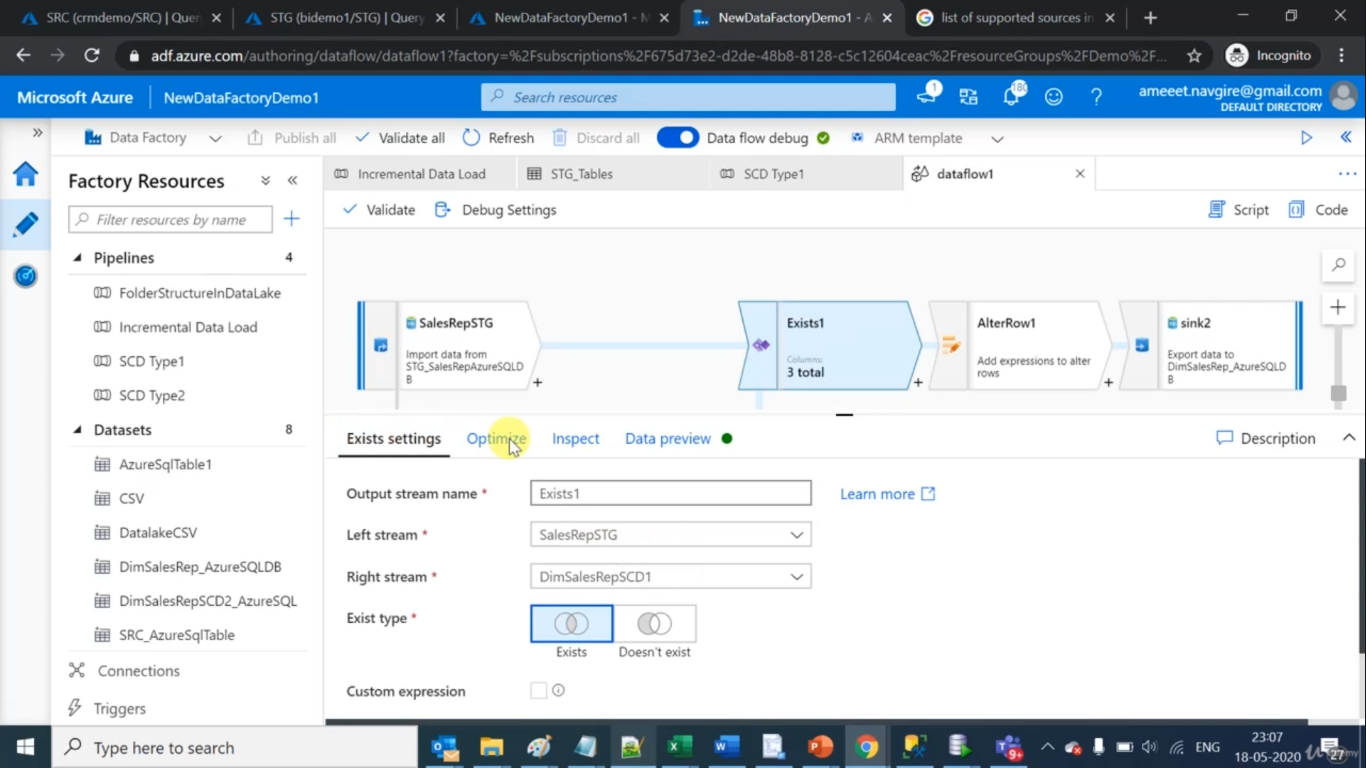 SRC (crmdemo/SRC) | Quer
STG (bidemo1/STG) | Query
NewDataFactoryDemo1 - M
NewDataFactoryDemo1 - A
list of supported sources in
adf.azure.com/authoring/dataflow/dataflow1?factory=%2Fsubscriptions%2F675d73e2-d2de-48b8-8128-c5c12604ceac%2FresourceGroups%2FDemo%2F...
Incognito
Microsoft Azure
NewDataFactoryDemo1
Search resources
1
180
ameeet.navgire@gmail.com
DEFAULT DIRECTORY
Data Factory
Publish all
Validate all
Refresh
Discard all
Data flow debug
ARM template
Factory Resources
Incremental Data Load
STG_Tables
SCD Type1
dataflow1
Filter resources by name
Validate
Debug Settings
Script
Code
Pipelines
4
FolderStructureInDataLake
Incremental Data Load
SCD Type1
SCD Type2
Datasets
8
AzureSqlTable1
CSV
DatalakeCSV
DimSalesRep_AzureSQLDB
DimSalesRepSCD2_AzureSQL
SRC_AzureSqlTable
Connections
Triggers
SalesRepSTG
Import data from
STG_SalesRepAzureSQLD
B
Exists1
Columns:
3 total
AlterRow1
Add expressions to alter
rows
sink2
Export data to
DimSalesRep_AzureSQLD
B
Exists settings
Optimize
Inspect
Data preview
Description
Output stream name *
Exists1
Learn more
Left stream *
SalesRepSTG
Right stream *
DimSalesRepSCD1
Exist type *
Exists
Doesn't exist
Custom expression
Type here to search
9+
ENG
23:07
18-05-2020
27